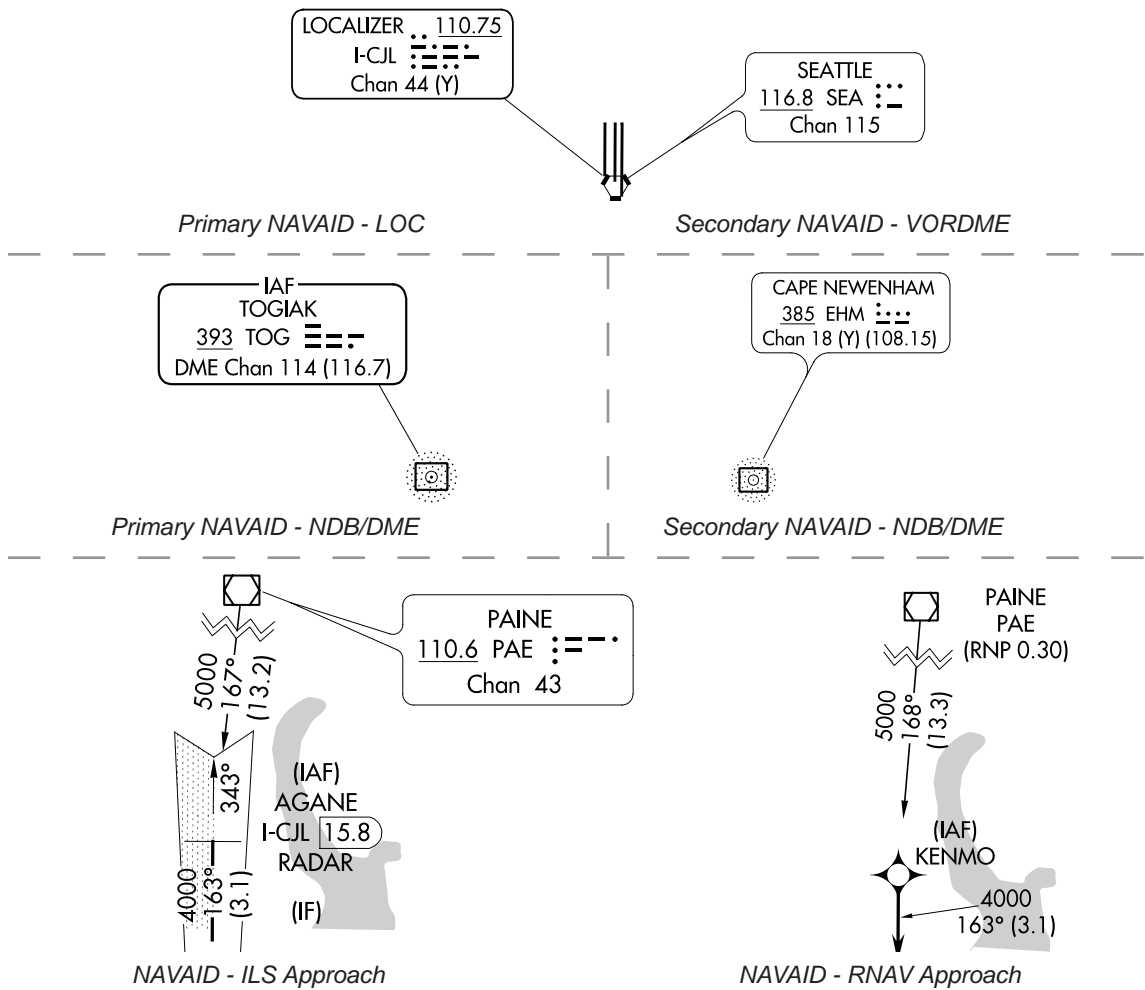 LOCALIZER 110.75
I-CJL
Chan 44 (Y)
SEATTLE
116.8 SEA
Chan 115
Primary NAVAID - LOC
Secondary NAVAID - VORDME
IAF
TOGIAK
393 TOG
DME Chan 114 (116.7)
CAPE NEWENHAM
385 EHM
Chan 18 (Y) (108.15)
Primary NAVAID - NDB/DME
Secondary NAVAID - NDB/DME
5000
167°
(13.2)
PAINE
110.6 PAE
Chan 43
343°
(IAF)
AGANE
I-CJL 15.8
RADAR
(IF)
4000
163°
(3.1)
NAVAID - ILS Approach
PAINE
PAE
(RNP 0.30)
5000
168°
(13.3)
(IAF)
KENMO
4000
163° (3.1)
NAVAID - RNAV Approach